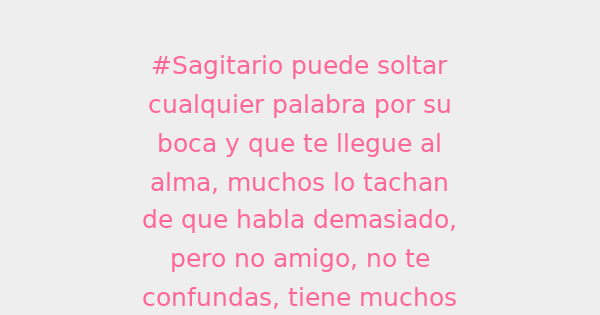 #Sagitario puede soltar
cualquier palabra por su
boca y que te llegue al
alma, muchos lo tachan
de que habla demasiado,
pero no amigo, no te
confundas, tiene muchos